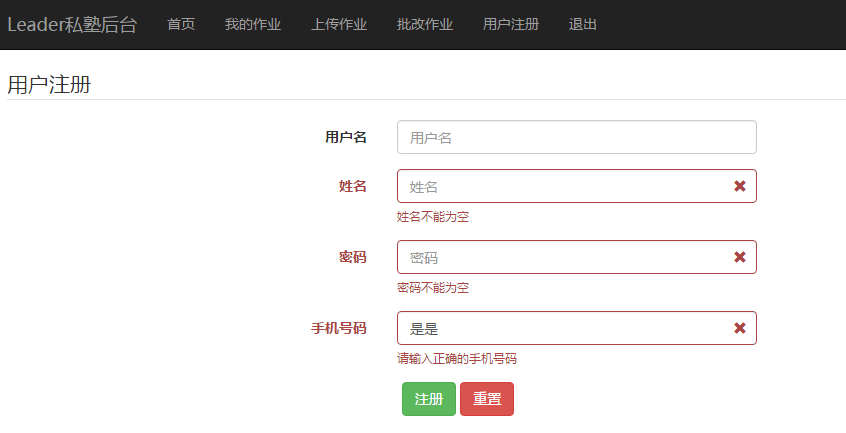 Leader私塾后台 首页 我的作业 上传作业 批改作业 用户注册 退出
用户注册
用户名 用户名
姓名 姓名
姓名不能为空
密码 密码
密码不能为空
手机号码 是是
请输入正确的手机号码
注册 重置